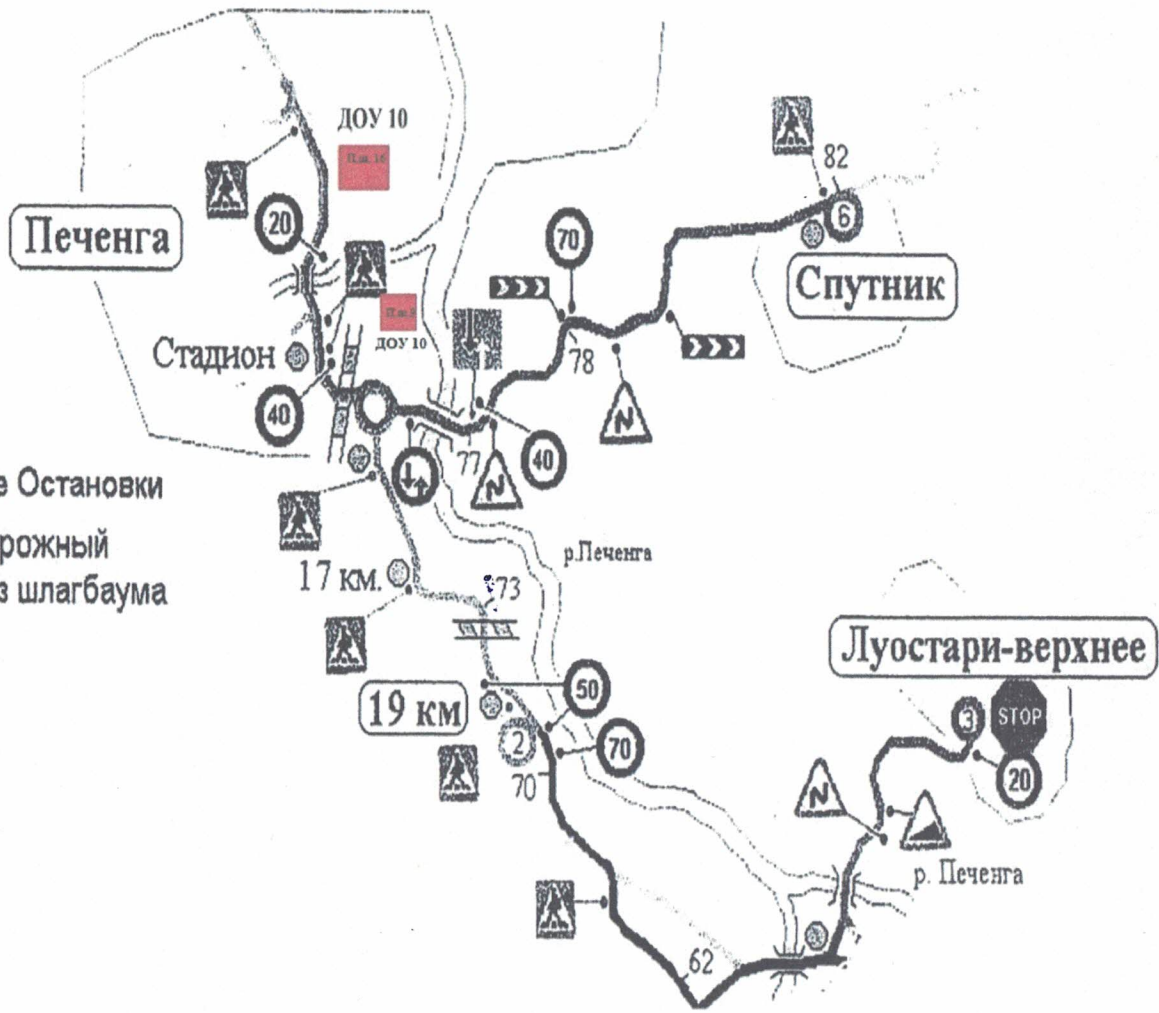 ДОУ 10
82
Печенга
20
70
6
Спутник
Стадион
ДОУ 10
78
40
77
40
е Остановки
рожный
з шлагбаума
р.Печенга
17 км.
73
Луостари-верхнее
50
19 км
2
70
70
3
STOP
20
р. Печенга
62